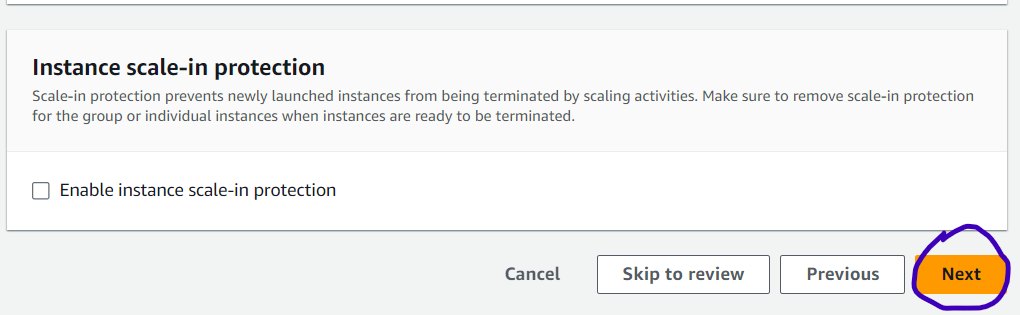 Instance scale-in protection
Scale-in protection prevents newly launched instances from being terminated by scaling activities. Make sure to remove scale-in protection
for the group or individual instances when instances are ready to be terminated.
Enable instance scale-in protection
Cancel Skip to review Previous Next